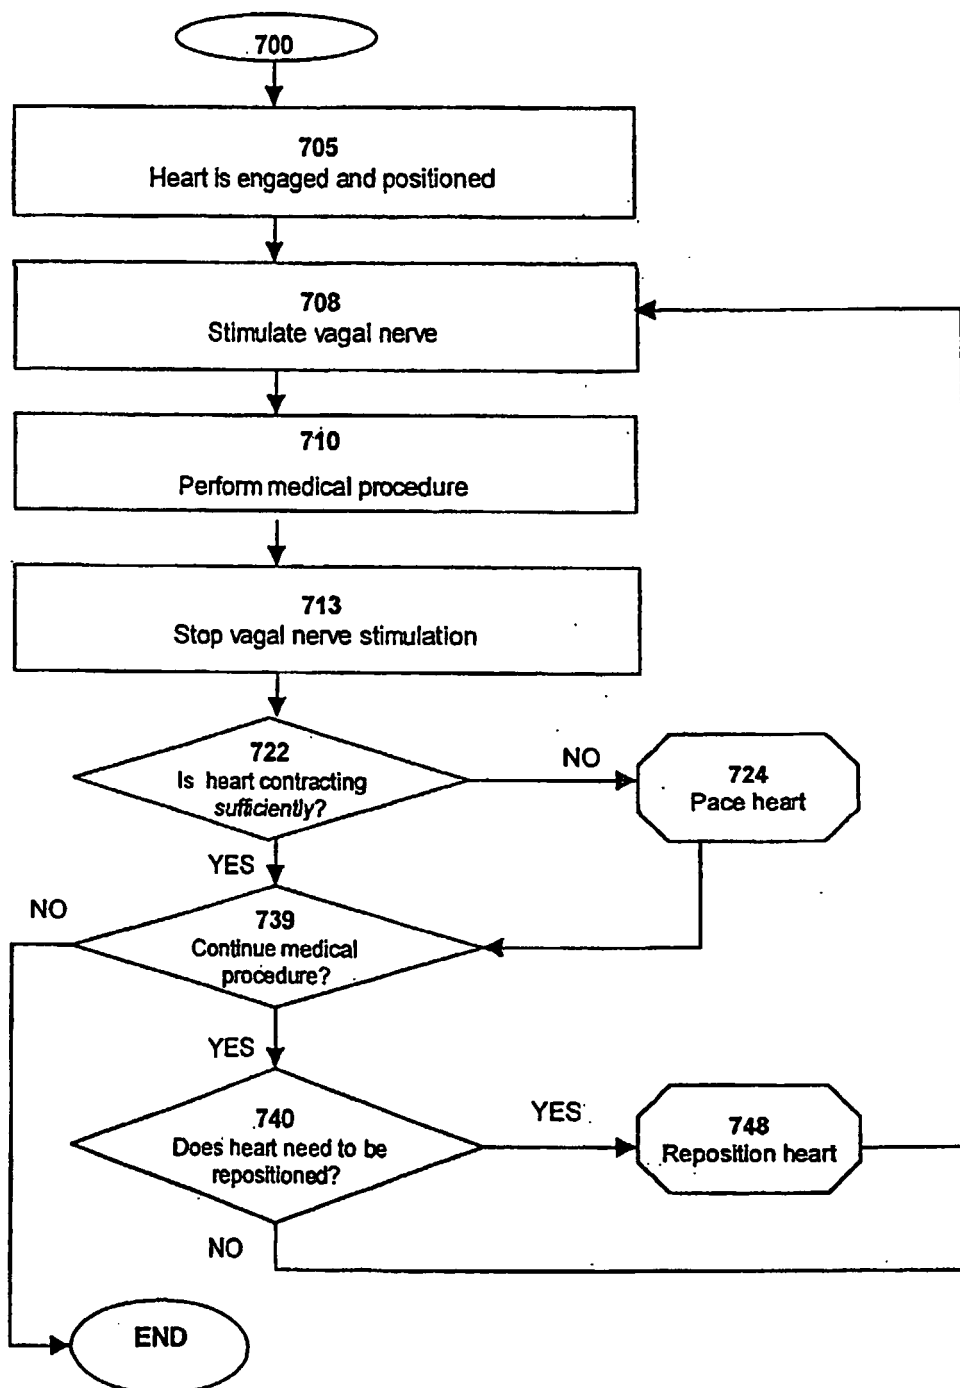 700
705
Heart is engaged and positioned
708
Stimulate vagal nerve
710
Perform medical procedure
713
Stop vagal nerve stimulation
722
Is heart contracting
sufficiently?
NO
724
Pace heart
YES
NO
739
Continue medical
procedure?
YES
740
Does heart need to be
repositioned?
YES
748
Reposition heart
NO
END